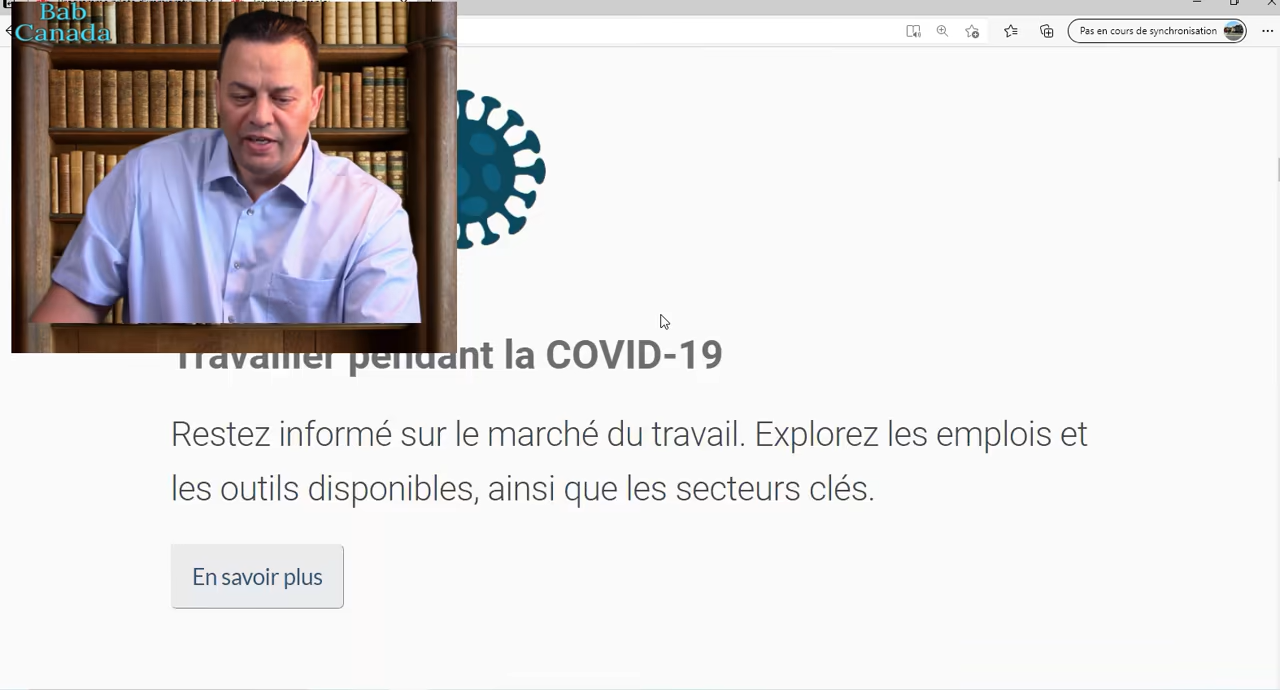 Bab
Canada
Pas en cours de synchronisation
Travailler pendant la COVID-19
Restez informé sur le marché du travail. Explorez les emplois et
les outils disponibles, ainsi que les secteurs clés.
En savoir plus